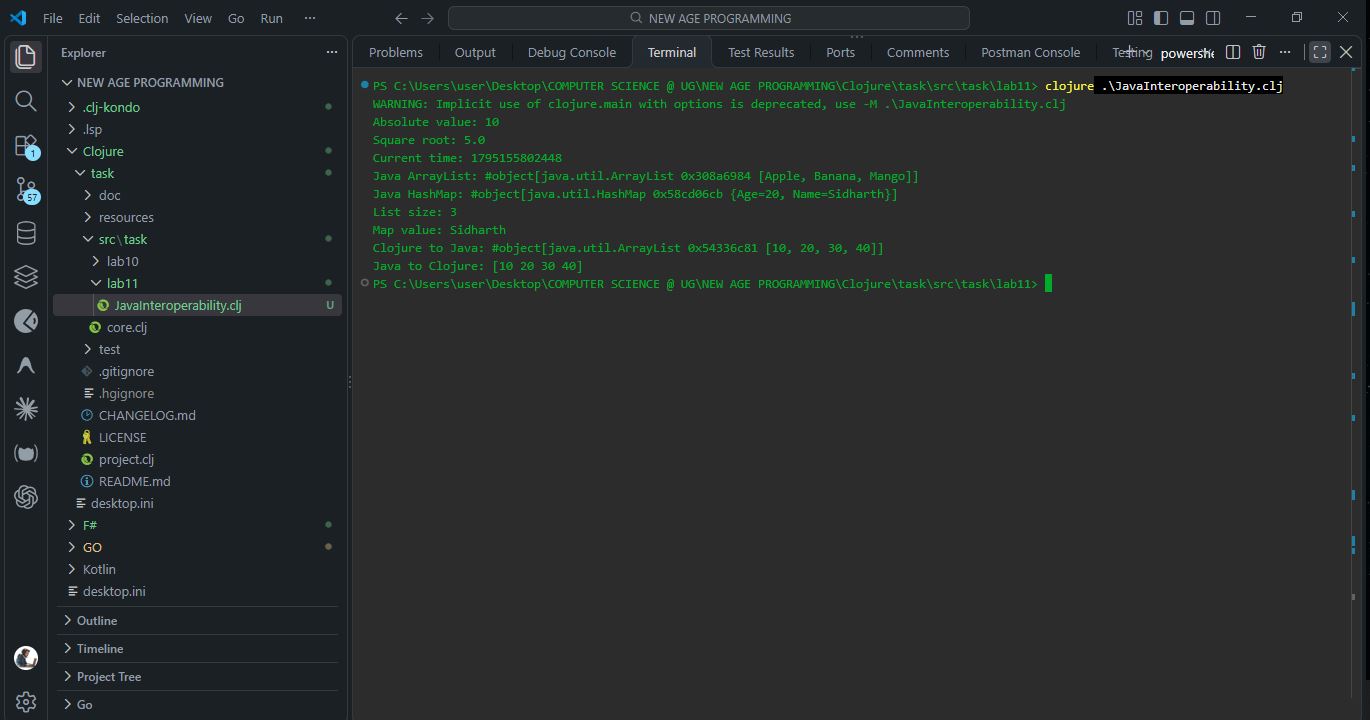 File Edit Selection View Go Run ···
NEW AGE PROGRAMMING
Explorer
NEW AGE PROGRAMMING
.clj-kondo
.lsp
Clojure
task
doc
resources
src\task
lab10
lab11
JavaInteroperability.clj U
core.clj
test
.gitignore
.hgignore
CHANGELOG.md
LICENSE
project.clj
README.md
desktop.ini
F#
GO
Kotlin
desktop.ini
Outline
Timeline
Project Tree
Go
1
57
Problems Output Debug Console Terminal Test Results Ports Comments Postman Console Testing powershe
PS C:\Users\user\Desktop\COMPUTER SCIENCE @ UG\NEW AGE PROGRAMMING\Clojure\task\src\task\lab11> clojure .\JavaInteroperability.clj
WARNING: Implicit use of clojure.main with options is deprecated, use -M .\JavaInteroperability.clj
Absolute value: 10
Square root: 5.0
Current time: 1795155802448
Java ArrayList: #object[java.util.ArrayList 0x308a6984 [Apple, Banana, Mango]]
Java HashMap: #object[java.util.HashMap 0x58cd06cb {Age=20, Name=Sidharth}]
List size: 3
Map value: Sidharth
Clojure to Java: #object[java.util.ArrayList 0x54336c81 [10, 20, 30, 40]]
Java to Clojure: [10 20 30 40]
PS C:\Users\user\Desktop\COMPUTER SCIENCE @ UG\NEW AGE PROGRAMMING\Clojure\task\src\task\lab11>